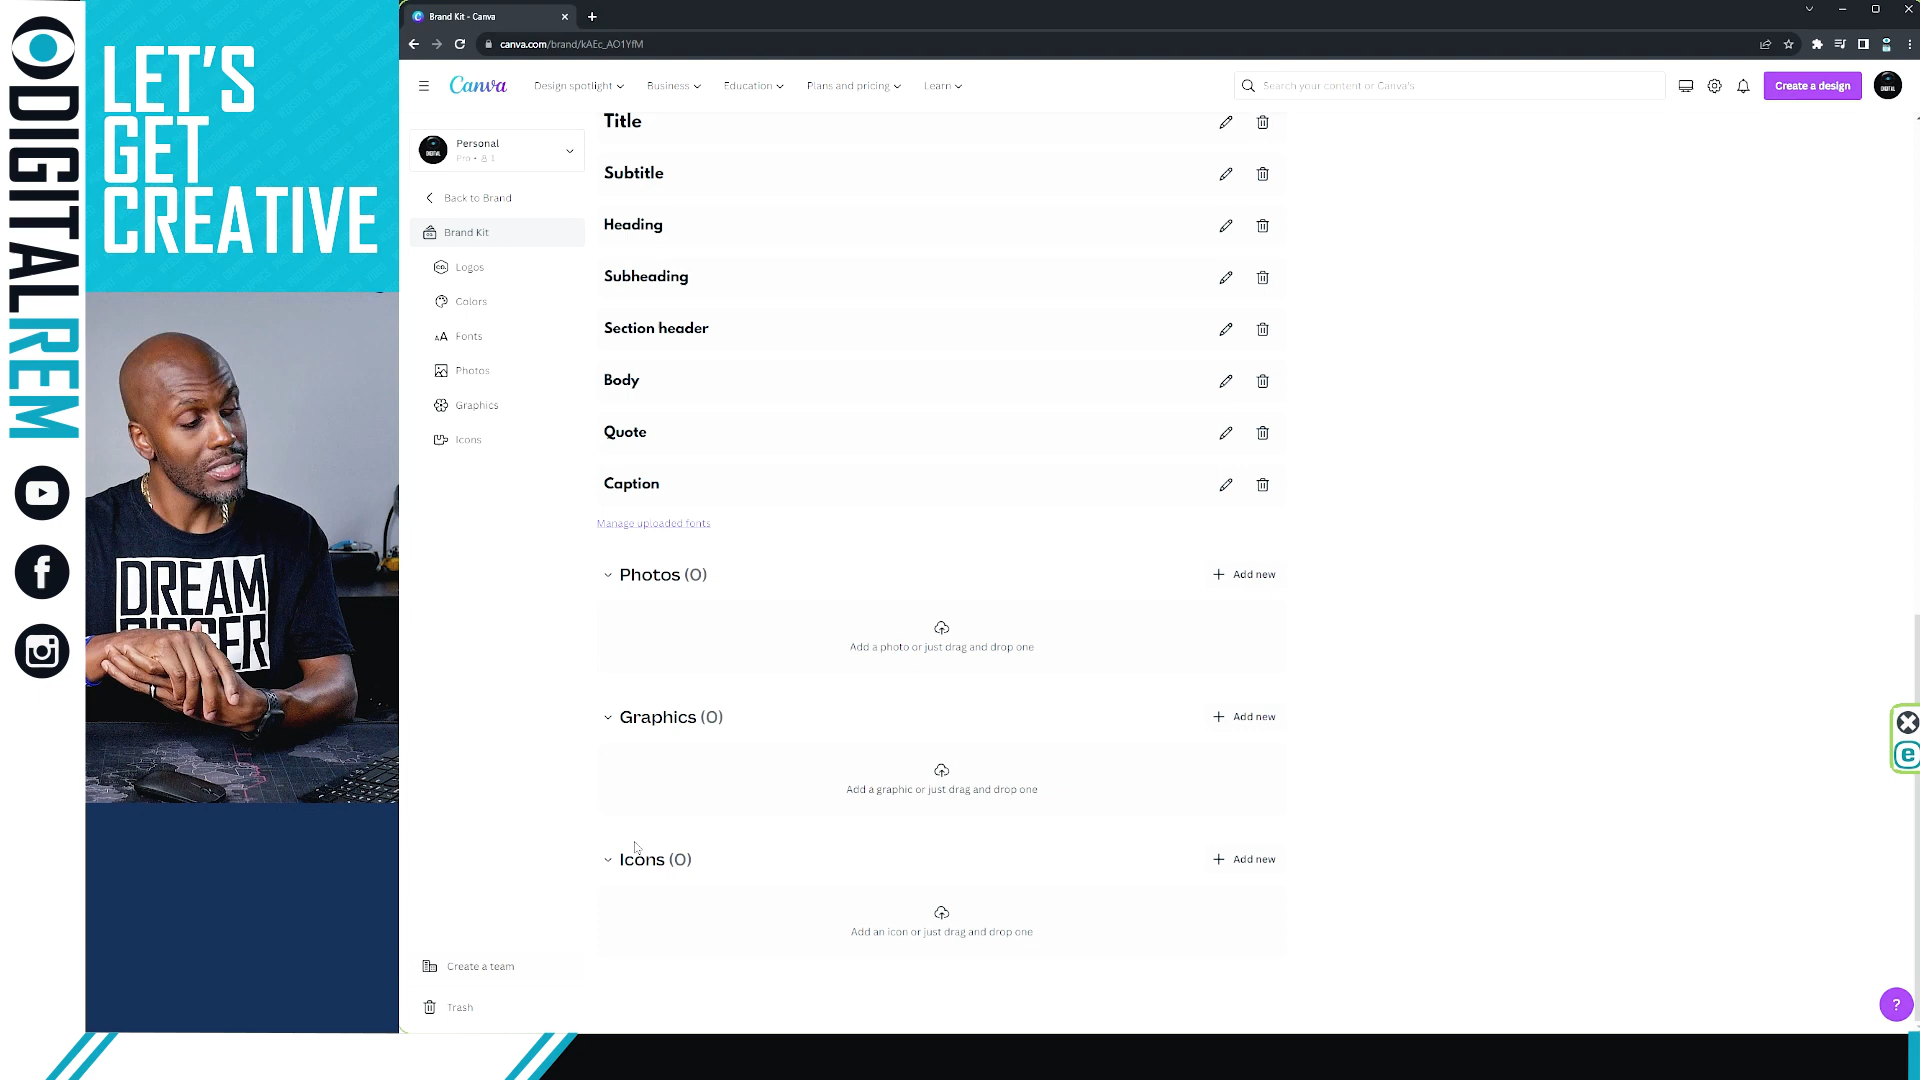 DIGITALREM
LET'S
GET
CREATIVE
DREAM
BIGGER
Brand Kit - Canva
canva.com/brand/kAEc_AO1YfM
Canva
Design spotlight
Business
Education
Plans and pricing
Learn
Search your content or Canva's
Create a design
Personal
Pro • 1
Back to Brand
Brand Kit
Logos
Colors
Fonts
Photos
Graphics
Icons
Create a team
Trash
Title
Subtitle
Heading
Subheading
Section header
Body
Quote
Caption
Manage uploaded fonts
Photos (0)
Add new
Add a photo or just drag and drop one
Graphics (0)
Add new
Add a graphic or just drag and drop one
Icons (0)
Add new
Add an icon or just drag and drop one
?